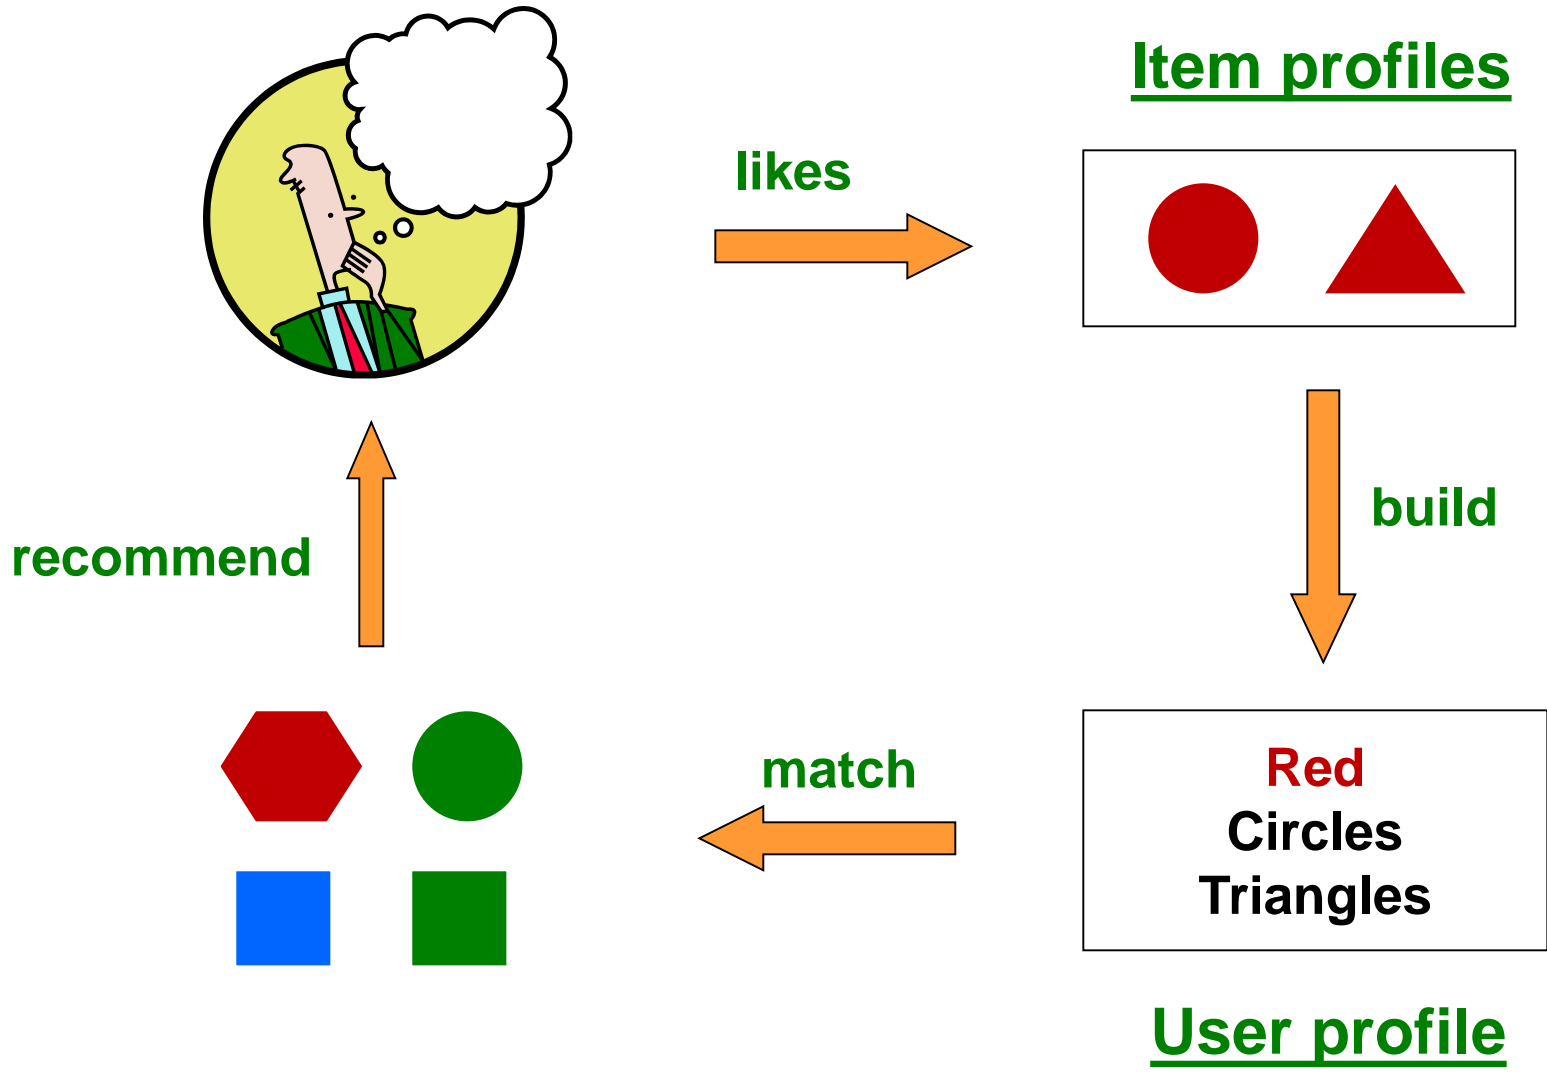 Item profiles
likes
build
recommend
match
Red
Circles
Triangles
User profile